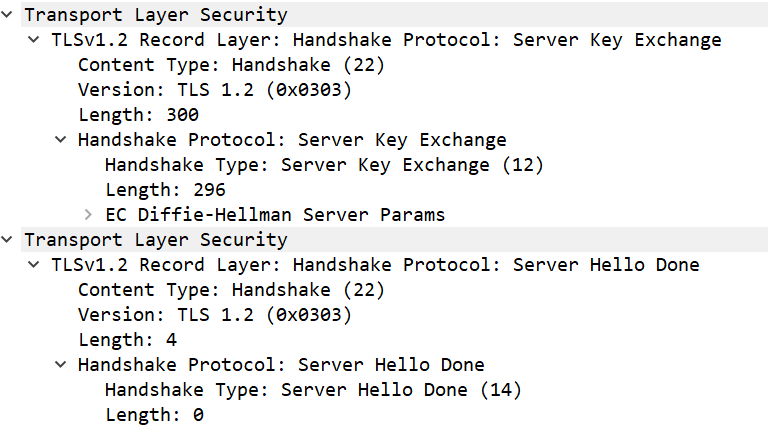 Transport Layer Security
TLSv1.2 Record Layer: Handshake Protocol: Server Key Exchange
Content Type: Handshake (22)
Version: TLS 1.2 (0x0303)
Length: 300
Handshake Protocol: Server Key Exchange
Handshake Type: Server Key Exchange (12)
Length: 296
EC Diffie-Hellman Server Params
Transport Layer Security
TLSv1.2 Record Layer: Handshake Protocol: Server Hello Done
Content Type: Handshake (22)
Version: TLS 1.2 (0x0303)
Length: 4
Handshake Protocol: Server Hello Done
Handshake Type: Server Hello Done (14)
Length: 0